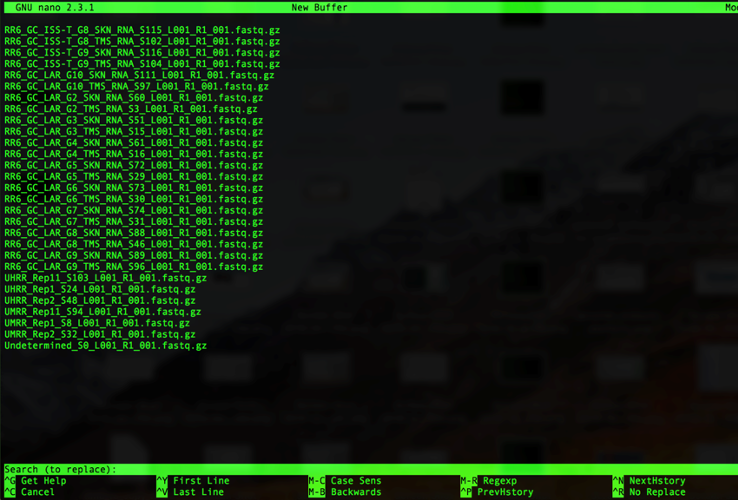 GNU nano 2.3.1 New Buffer
RR6_GC_ISS-T_G8_SKN_RNA_S115_L001_R1_001.fastq.gz
RR6_GC_ISS-T_G8_TMS_RNA_S102_L001_R1_001.fastq.gz
RR6_GC_ISS-T_G9_SKN_RNA_S116_L001_R1_001.fastq.gz
RR6_GC_ISS-T_G9_TMS_RNA_S104_L001_R1_001.fastq.gz
RR6_GC_LAR_G10_SKN_RNA_S111_L001_R1_001.fastq.gz
RR6_GC_LAR_G10_TMS_RNA_S97_L001_R1_001.fastq.gz
RR6_GC_LAR_G2_SKN_RNA_S60_L001_R1_001.fastq.gz
RR6_GC_LAR_G2_TMS_RNA_S3_L001_R1_001.fastq.gz
RR6_GC_LAR_G3_SKN_RNA_S51_L001_R1_001.fastq.gz
RR6_GC_LAR_G3_TMS_RNA_S15_L001_R1_001.fastq.gz
RR6_GC_LAR_G4_SKN_RNA_S61_L001_R1_001.fastq.gz
RR6_GC_LAR_G4_TMS_RNA_S16_L001_R1_001.fastq.gz
RR6_GC_LAR_G5_SKN_RNA_S72_L001_R1_001.fastq.gz
RR6_GC_LAR_G5_TMS_RNA_S29_L001_R1_001.fastq.gz
RR6_GC_LAR_G6_SKN_RNA_S73_L001_R1_001.fastq.gz
RR6_GC_LAR_G6_TMS_RNA_S30_L001_R1_001.fastq.gz
RR6_GC_LAR_G7_SKN_RNA_S74_L001_R1_001.fastq.gz
RR6_GC_LAR_G7_TMS_RNA_S31_L001_R1_001.fastq.gz
RR6_GC_LAR_G8_SKN_RNA_S88_L001_R1_001.fastq.gz
RR6_GC_LAR_G8_TMS_RNA_S46_L001_R1_001.fastq.gz
RR6_GC_LAR_G9_SKN_RNA_S89_L001_R1_001.fastq.gz
RR6_GC_LAR_G9_TMS_RNA_S96_L001_R1_001.fastq.gz
UHRR_Rep11_S103_L001_R1_001.fastq.gz
UHRR_Rep1_S24_L001_R1_001.fastq.gz
UHRR_Rep2_S48_L001_R1_001.fastq.gz
UMRR_Rep11_S94_L001_R1_001.fastq.gz
UMRR_Rep1_S8_L001_R1_001.fastq.gz
UMRR_Rep2_S32_L001_R1_001.fastq.gz
Undetermined_S0_L001_R1_001.fastq.gz
Search (to replace):
^G Get Help ^Y First Line M-C Case Sens M-R Regexp ^N NextHstory
^C Cancel ^V Last Line M-B Backwards ^P PrevHstory ^R No Replace